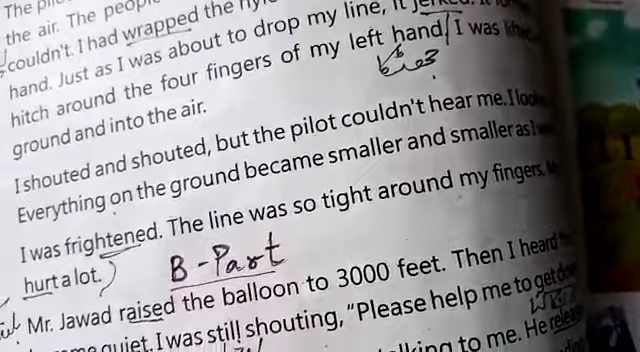 the air. The people
couldn't. I had wrapped the
hand. Just as I was about to drop my line, it jerked. It
hitch around the four fingers of my left hand, I was
ground and into the air.
I shouted and shouted, but the pilot couldn't hear me. I
Everything on the ground became smaller and smaller as I
I was frightened. The line was so tight around my fingers.
hurt a lot.
B-Part
Mr. Jawad raised the balloon to 3000 feet. Then I heard
quiet. I was still shouting, "Please help me to get down
to me. He